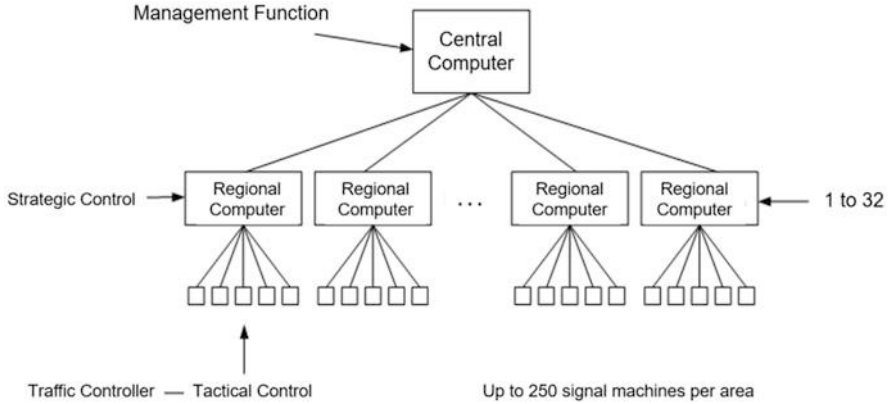 Management Function
Central
Computer
Strategic Control
Regional
Computer
Regional
Computer
...
Regional
Computer
Regional
Computer
1 to 32
Traffic Controller — Tactical Control
Up to 250 signal machines per area